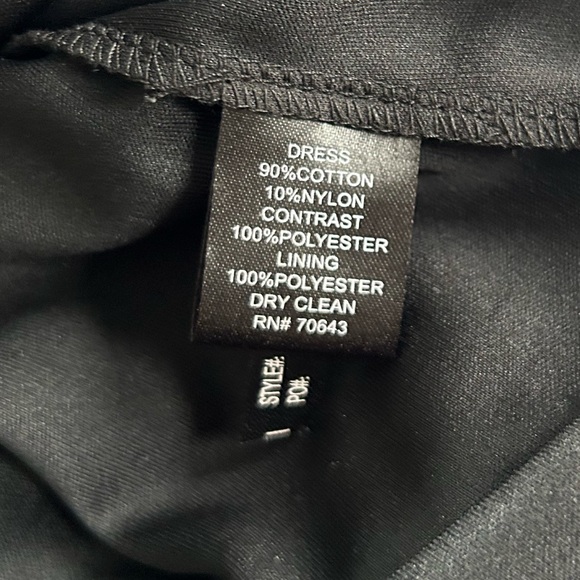 DRESS
90%COTTON
10%NYLON
CONTRAST
100%POLYESTER
LINING
100%POLYESTER
DRY CLEAN
RN# 70643
STYLE#:
PO#: